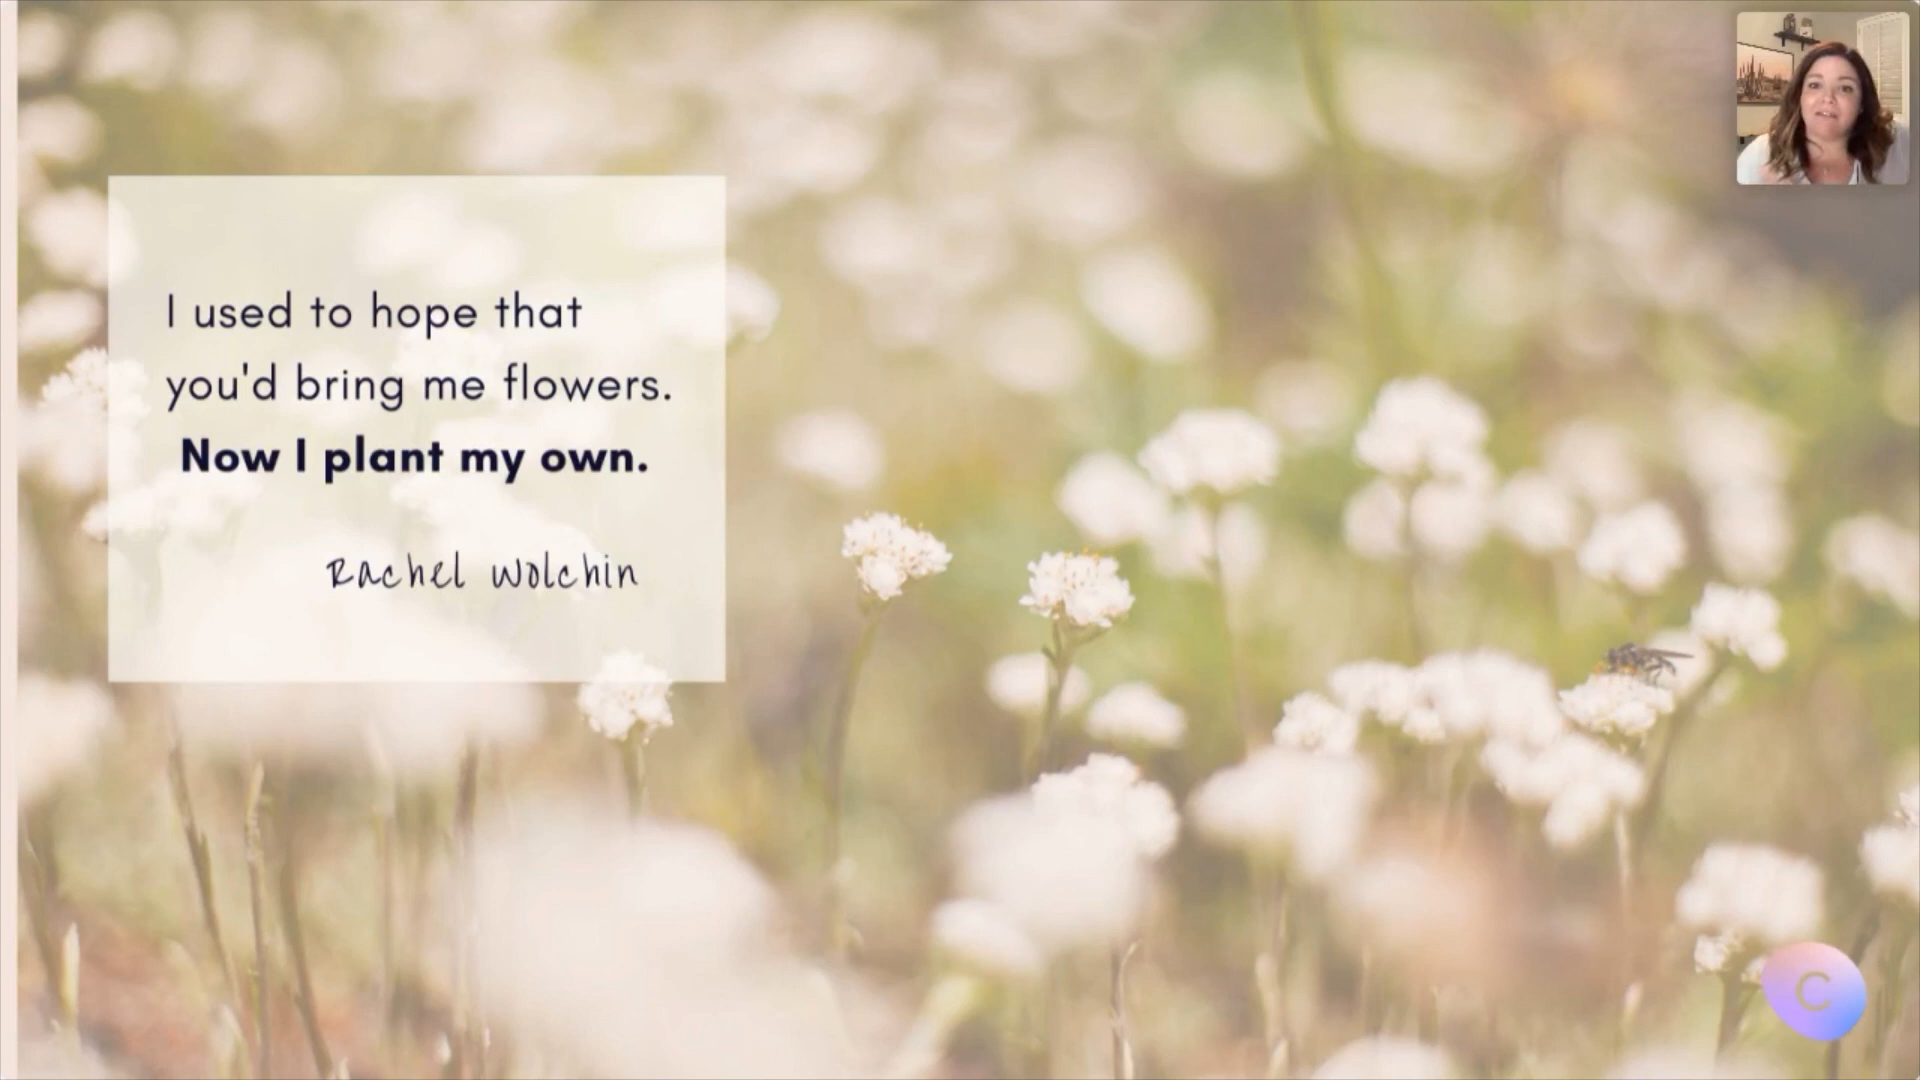 I used to hope that
you'd bring me flowers.
Now I plant my own.
Rachel Wolchin
C